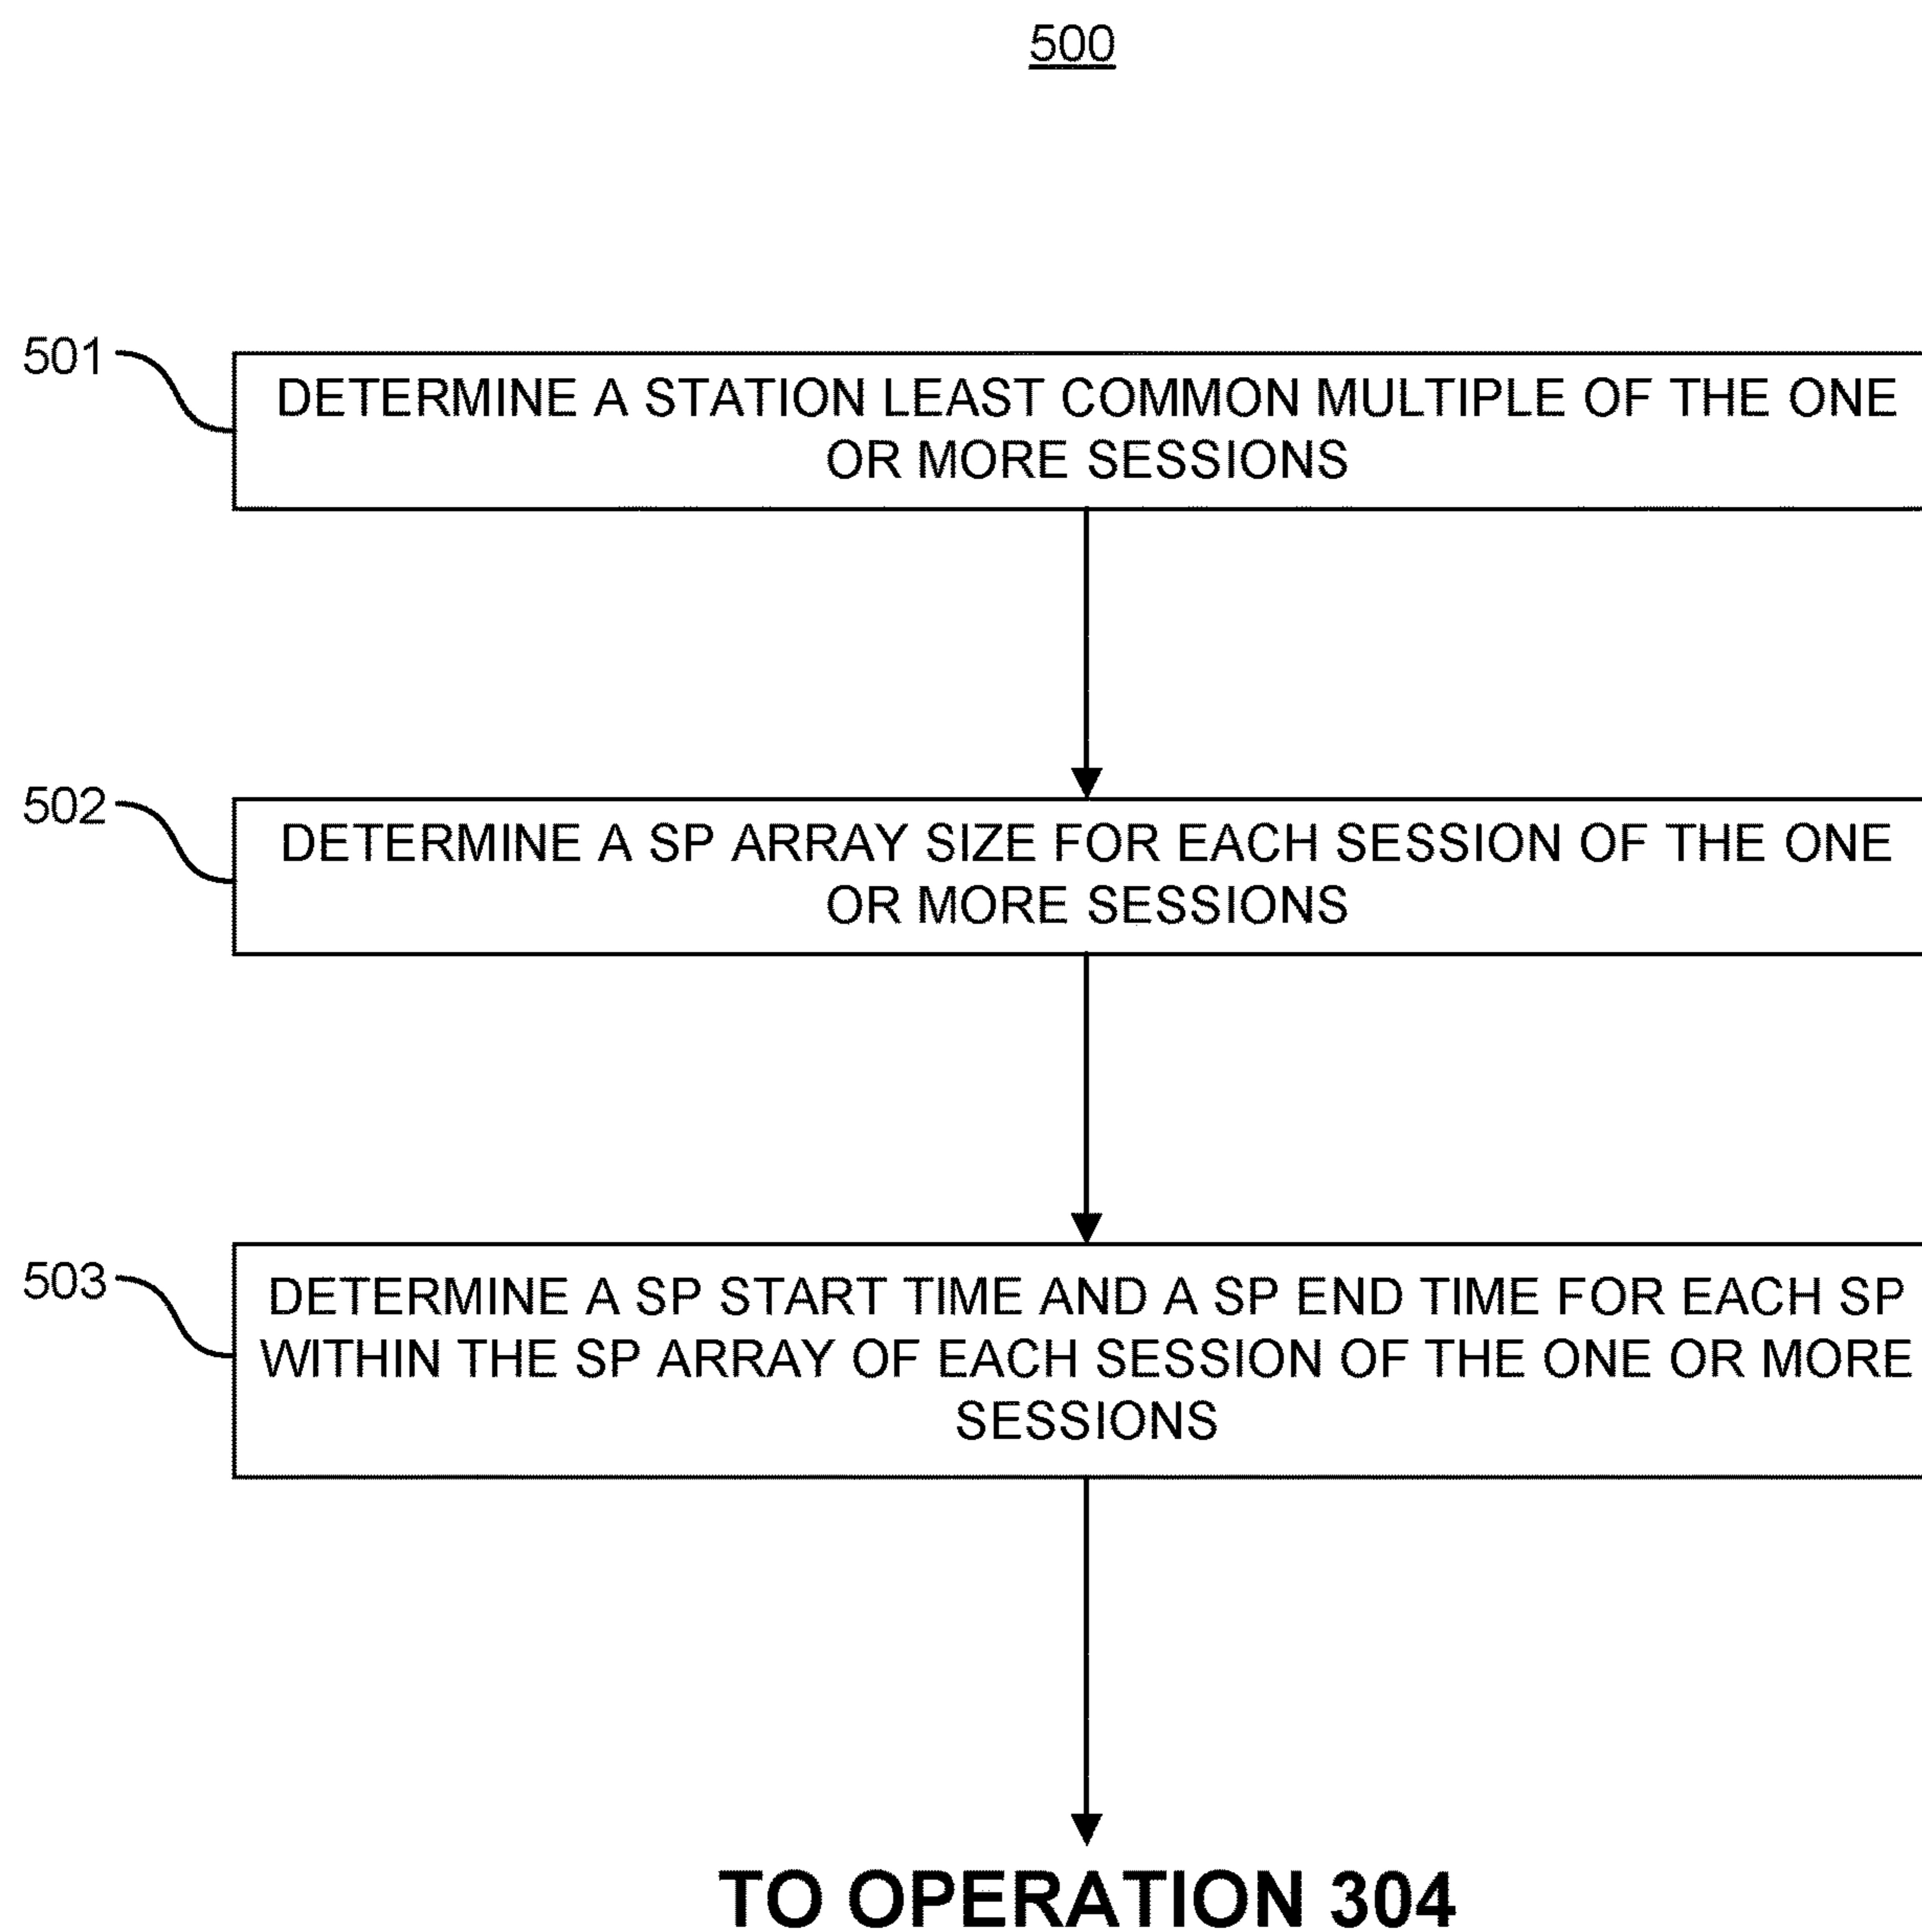 500
501
DETERMINE A STATION LEAST COMMON MULTIPLE OF THE ONE
OR MORE SESSIONS
502
DETERMINE A SP ARRAY SIZE FOR EACH SESSION OF THE ONE
OR MORE SESSIONS
503
DETERMINE A SP START TIME AND A SP END TIME FOR EACH SP
WITHIN THE SP ARRAY OF EACH SESSION OF THE ONE OR MORE
SESSIONS
TO OPERATION 304